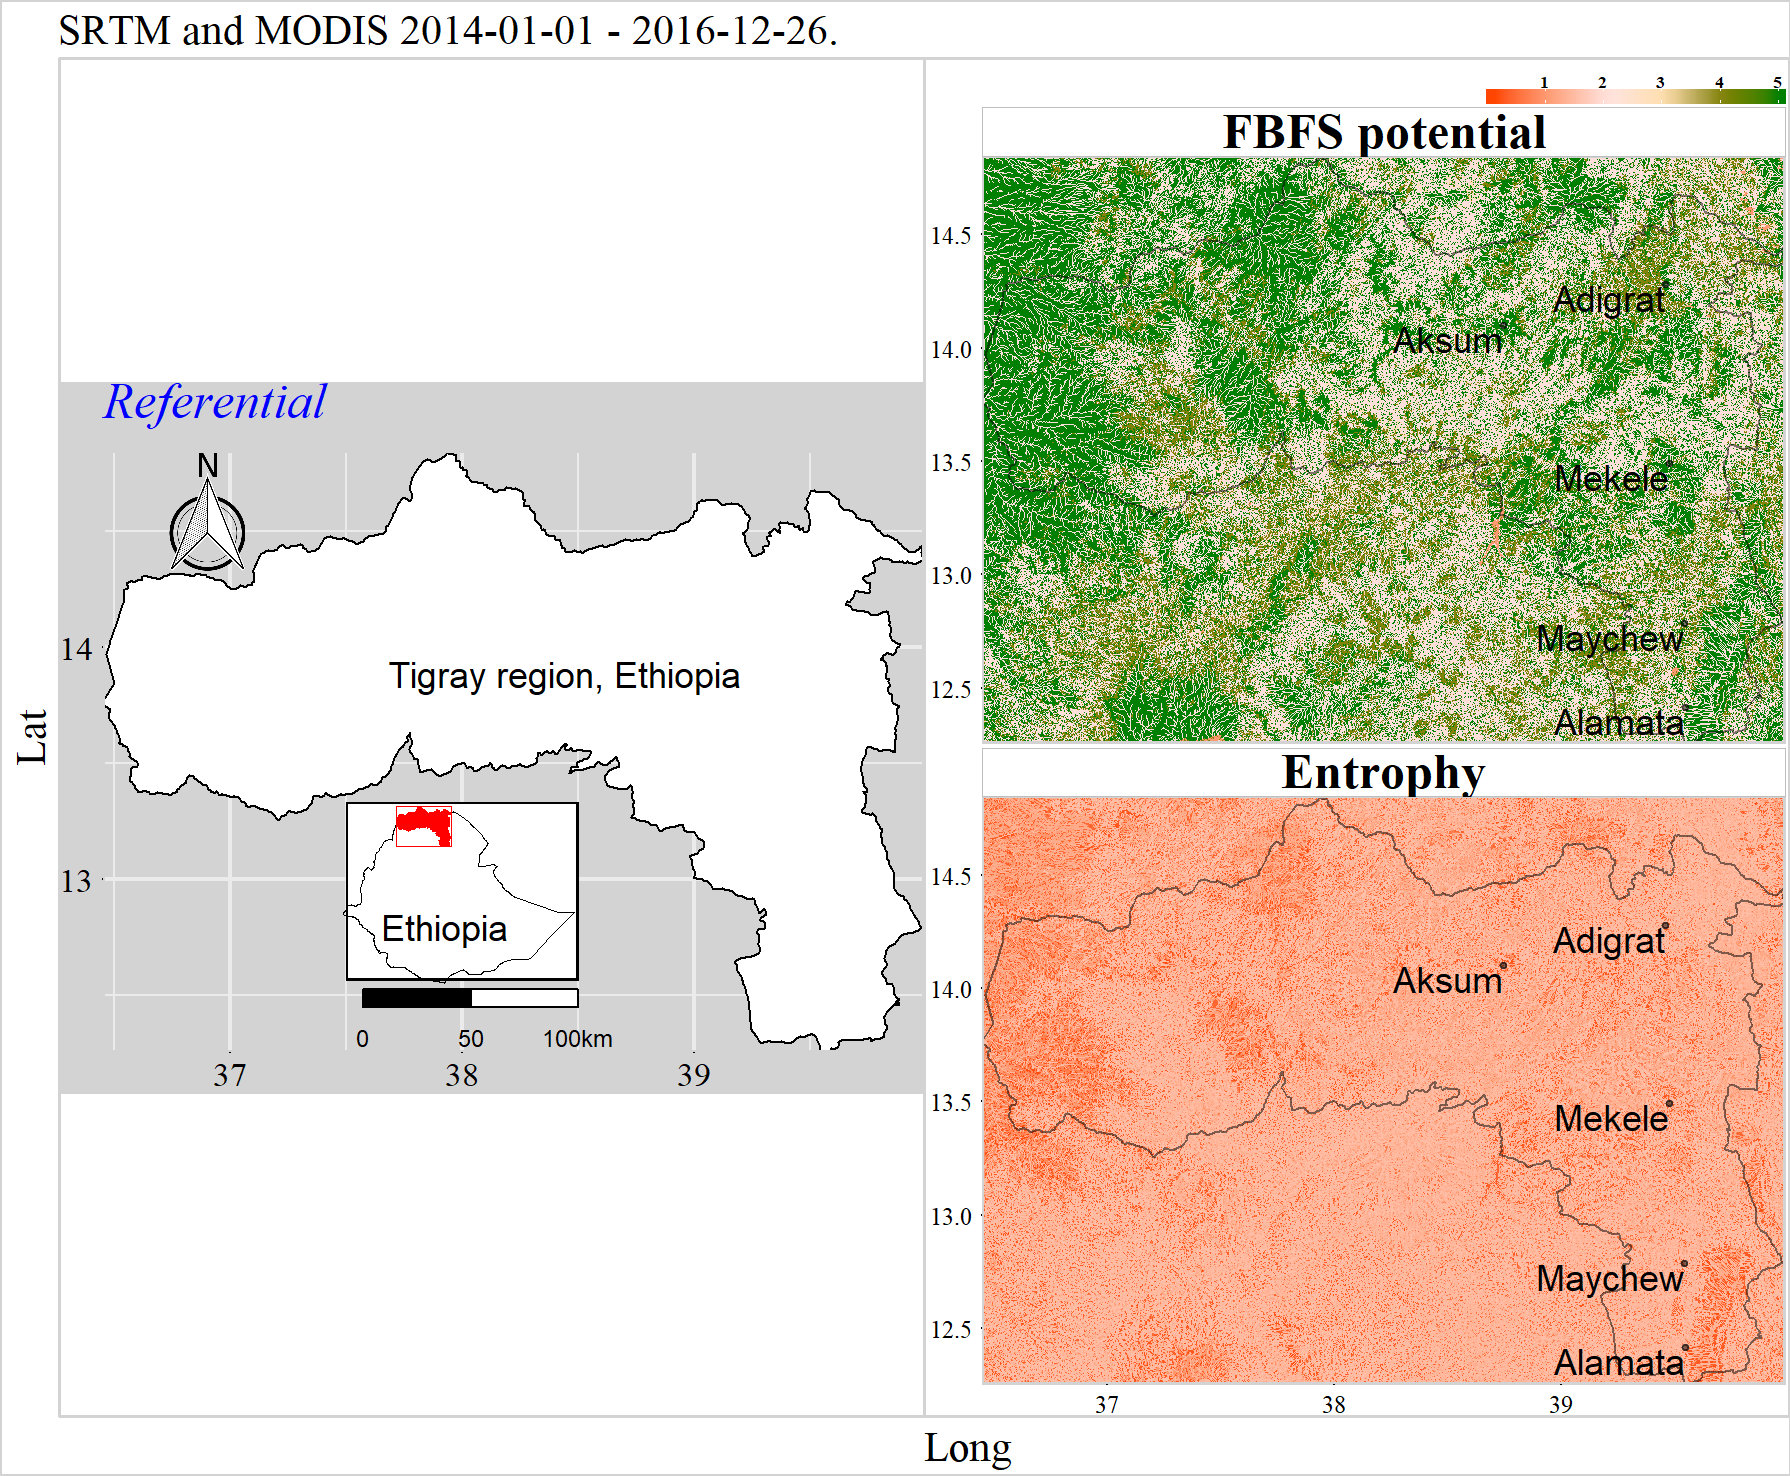 SRTM and MODIS 2014-01-01 - 2016-12-26.
Referential
N
Tigray region, Ethiopia
Ethiopia
0 50 100km
14
13
37 38 39
Lat
1 2 3 4 5
FBFS potential
14.5
14.0
13.5
13.0
12.5
Adigrat
Aksum
Mekele
Maychew
Alamata
Entrophy
14.5
14.0
13.5
13.0
12.5
Adigrat
Aksum
Mekele
Maychew
Alamata
37 38 39
Long